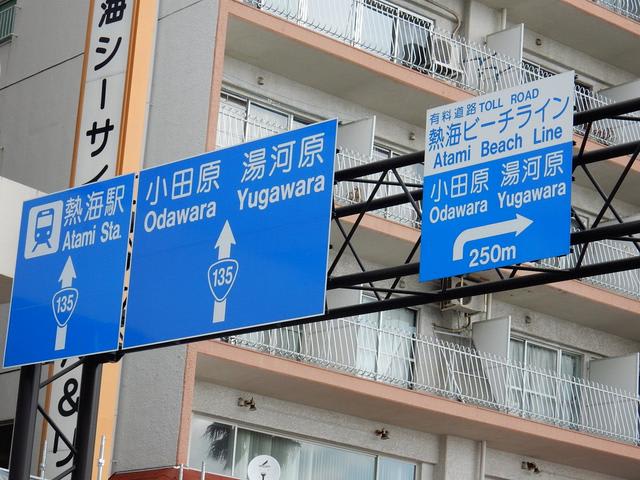 海シーサイ
&
熱海駅
Atami Sta.
135
小田原 湯河原
Odawara Yugawara
135
有料道路 TOLL ROAD
熱海ビーチライン
Atami Beach Line
小田原 湯河原
Odawara Yugawara
250m